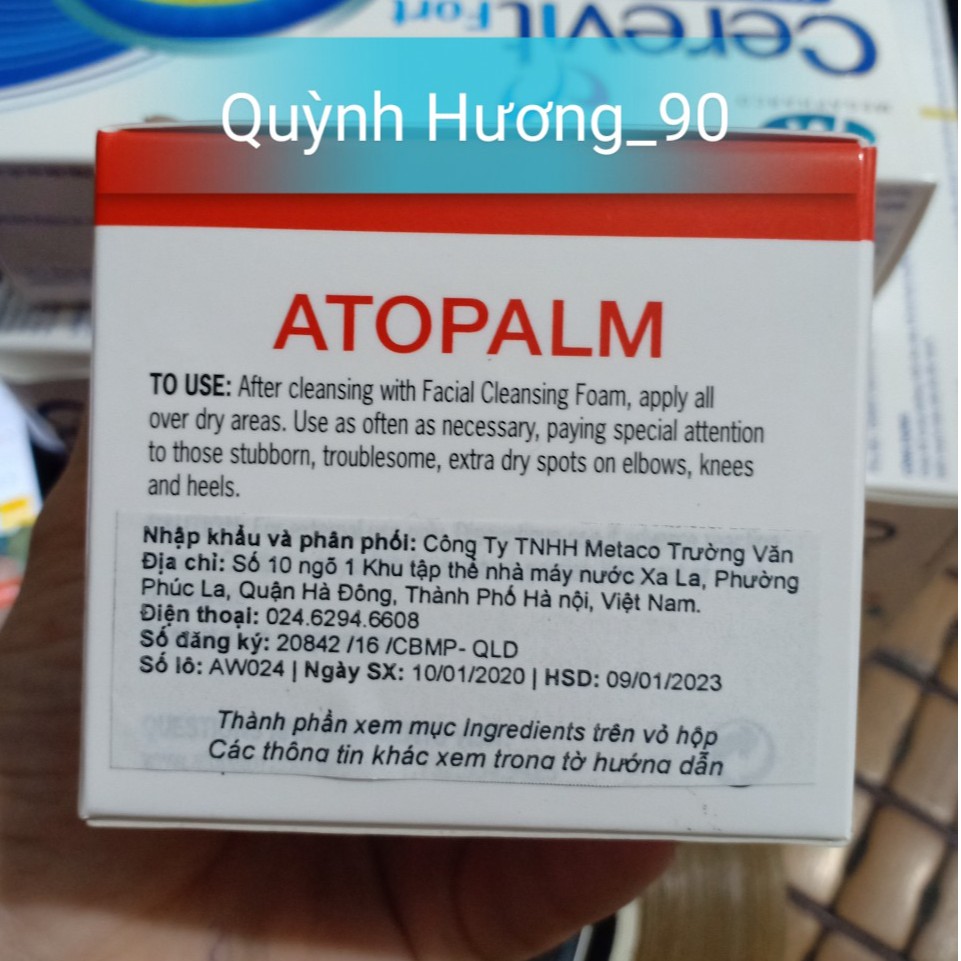 Cerevit
Fort
Quỳnh Hương_90
ATOPALM
TO USE: After cleansing with Facial Cleansing Foam, apply all
over dry areas. Use as often as necessary, paying special attention
to those stubborn, troublesome, extra dry spots on elbows, knees
and heels.
Nhập khẩu và phân phối: Công Ty TNHH Metaco Trường Văn
Địa chỉ: Số 10 ngõ 1 Khu tập thể nhà máy nước Xa La, Phường
Phúc La, Quận Hà Đông, Thành Phố Hà nội, Việt Nam.
Điện thoại: 024.6294.6608
Số đăng ký: 20842 /16 /CBMP- QLD
Số lô: AW024 | Ngày SX: 10/01/2020 | HSD: 09/01/2023
Thành phần xem mục Ingredients trên vỏ hộp
Các thông tin khác xem trong tờ hướng dẫn